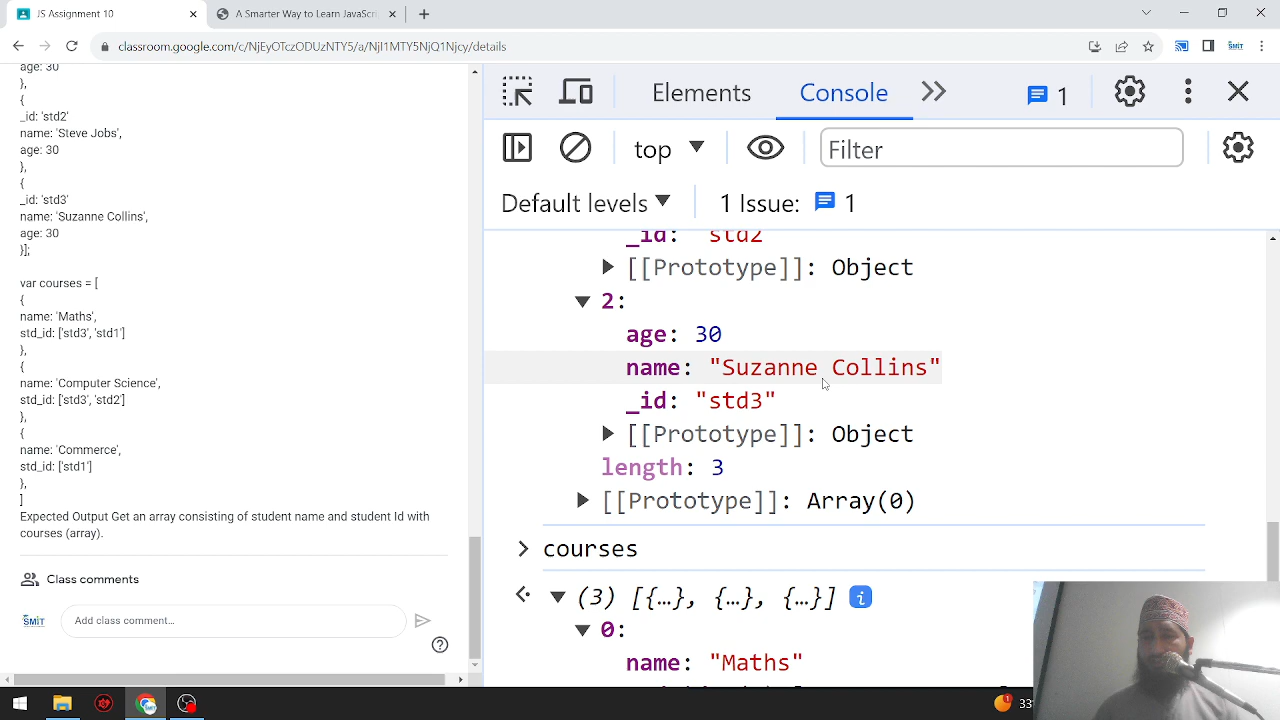 JS Assignment 10
A Smarter Way to Learn JavaScri
classroom.google.com/c/NjEyOTczODUzNTY5/a/NjI1MTY5NjQ1Njcy/details
SMIT
age: 30
},
{
_id: 'std2"
name: 'Steve Jobs',
age: 30
},
{
_id: 'std3"
name: 'Suzanne Collins',
age: 30
}];
var courses = [
{
name: 'Maths',
std_id: ['std3', 'std1']
},
{
name: 'Computer Science',
std_id: ['std3', 'std2']
},
{
name: 'Commerce',
std_id: ['std1']
},
]
Expected Output Get an array consisting of student name and student Id with
courses (array).
Class comments
SMIT
Add class comment...
Elements
Console
1
top
Filter
Default levels
1 Issue:
1
_id: "std2"
[[Prototype]]: Object
2:
age: 30
name: "Suzanne Collins"
_id: "std3"
[[Prototype]]: Object
length: 3
[[Prototype]]: Array(0)
courses
(3) [{…}, {…}, {…}]
0:
name: "Maths"